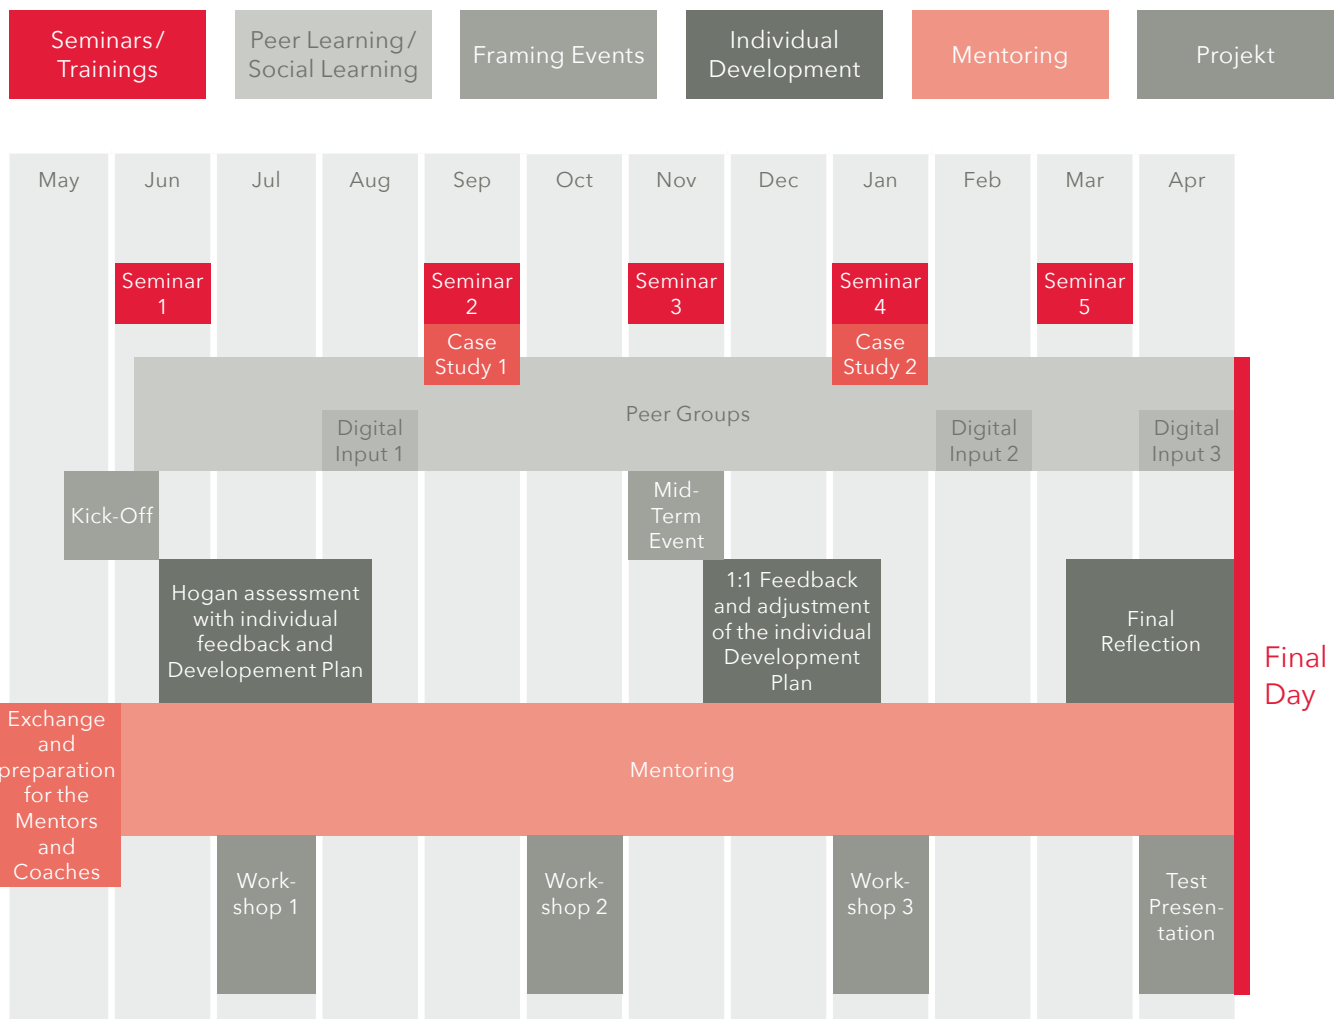 Seminars/
Trainings
Peer Learning/
Social Learning
Framing Events
Individual
Development
Mentoring
Projekt
May
Jun
Jul
Aug
Sep
Oct
Nov
Dec
Jan
Feb
Mar
Apr
Seminar
1
Seminar
2
Seminar
3
Seminar
4
Seminar
5
Case
Study 1
Case
Study 2
Peer Groups
Digital
Input 1
Digital
Input 2
Digital
Input 3
Kick-Off
Mid-
Term
Event
Hogan assessment
with individual
feedback and
Developement Plan
1:1 Feedback
and adjustment
of the individual
Development
Plan
Final
Reflection
Final
Day
Exchange
and
preparation
for the
Mentors
and
Coaches
Mentoring
Work-
shop 1
Work-
shop 2
Work-
shop 3
Test
Presen-
tation